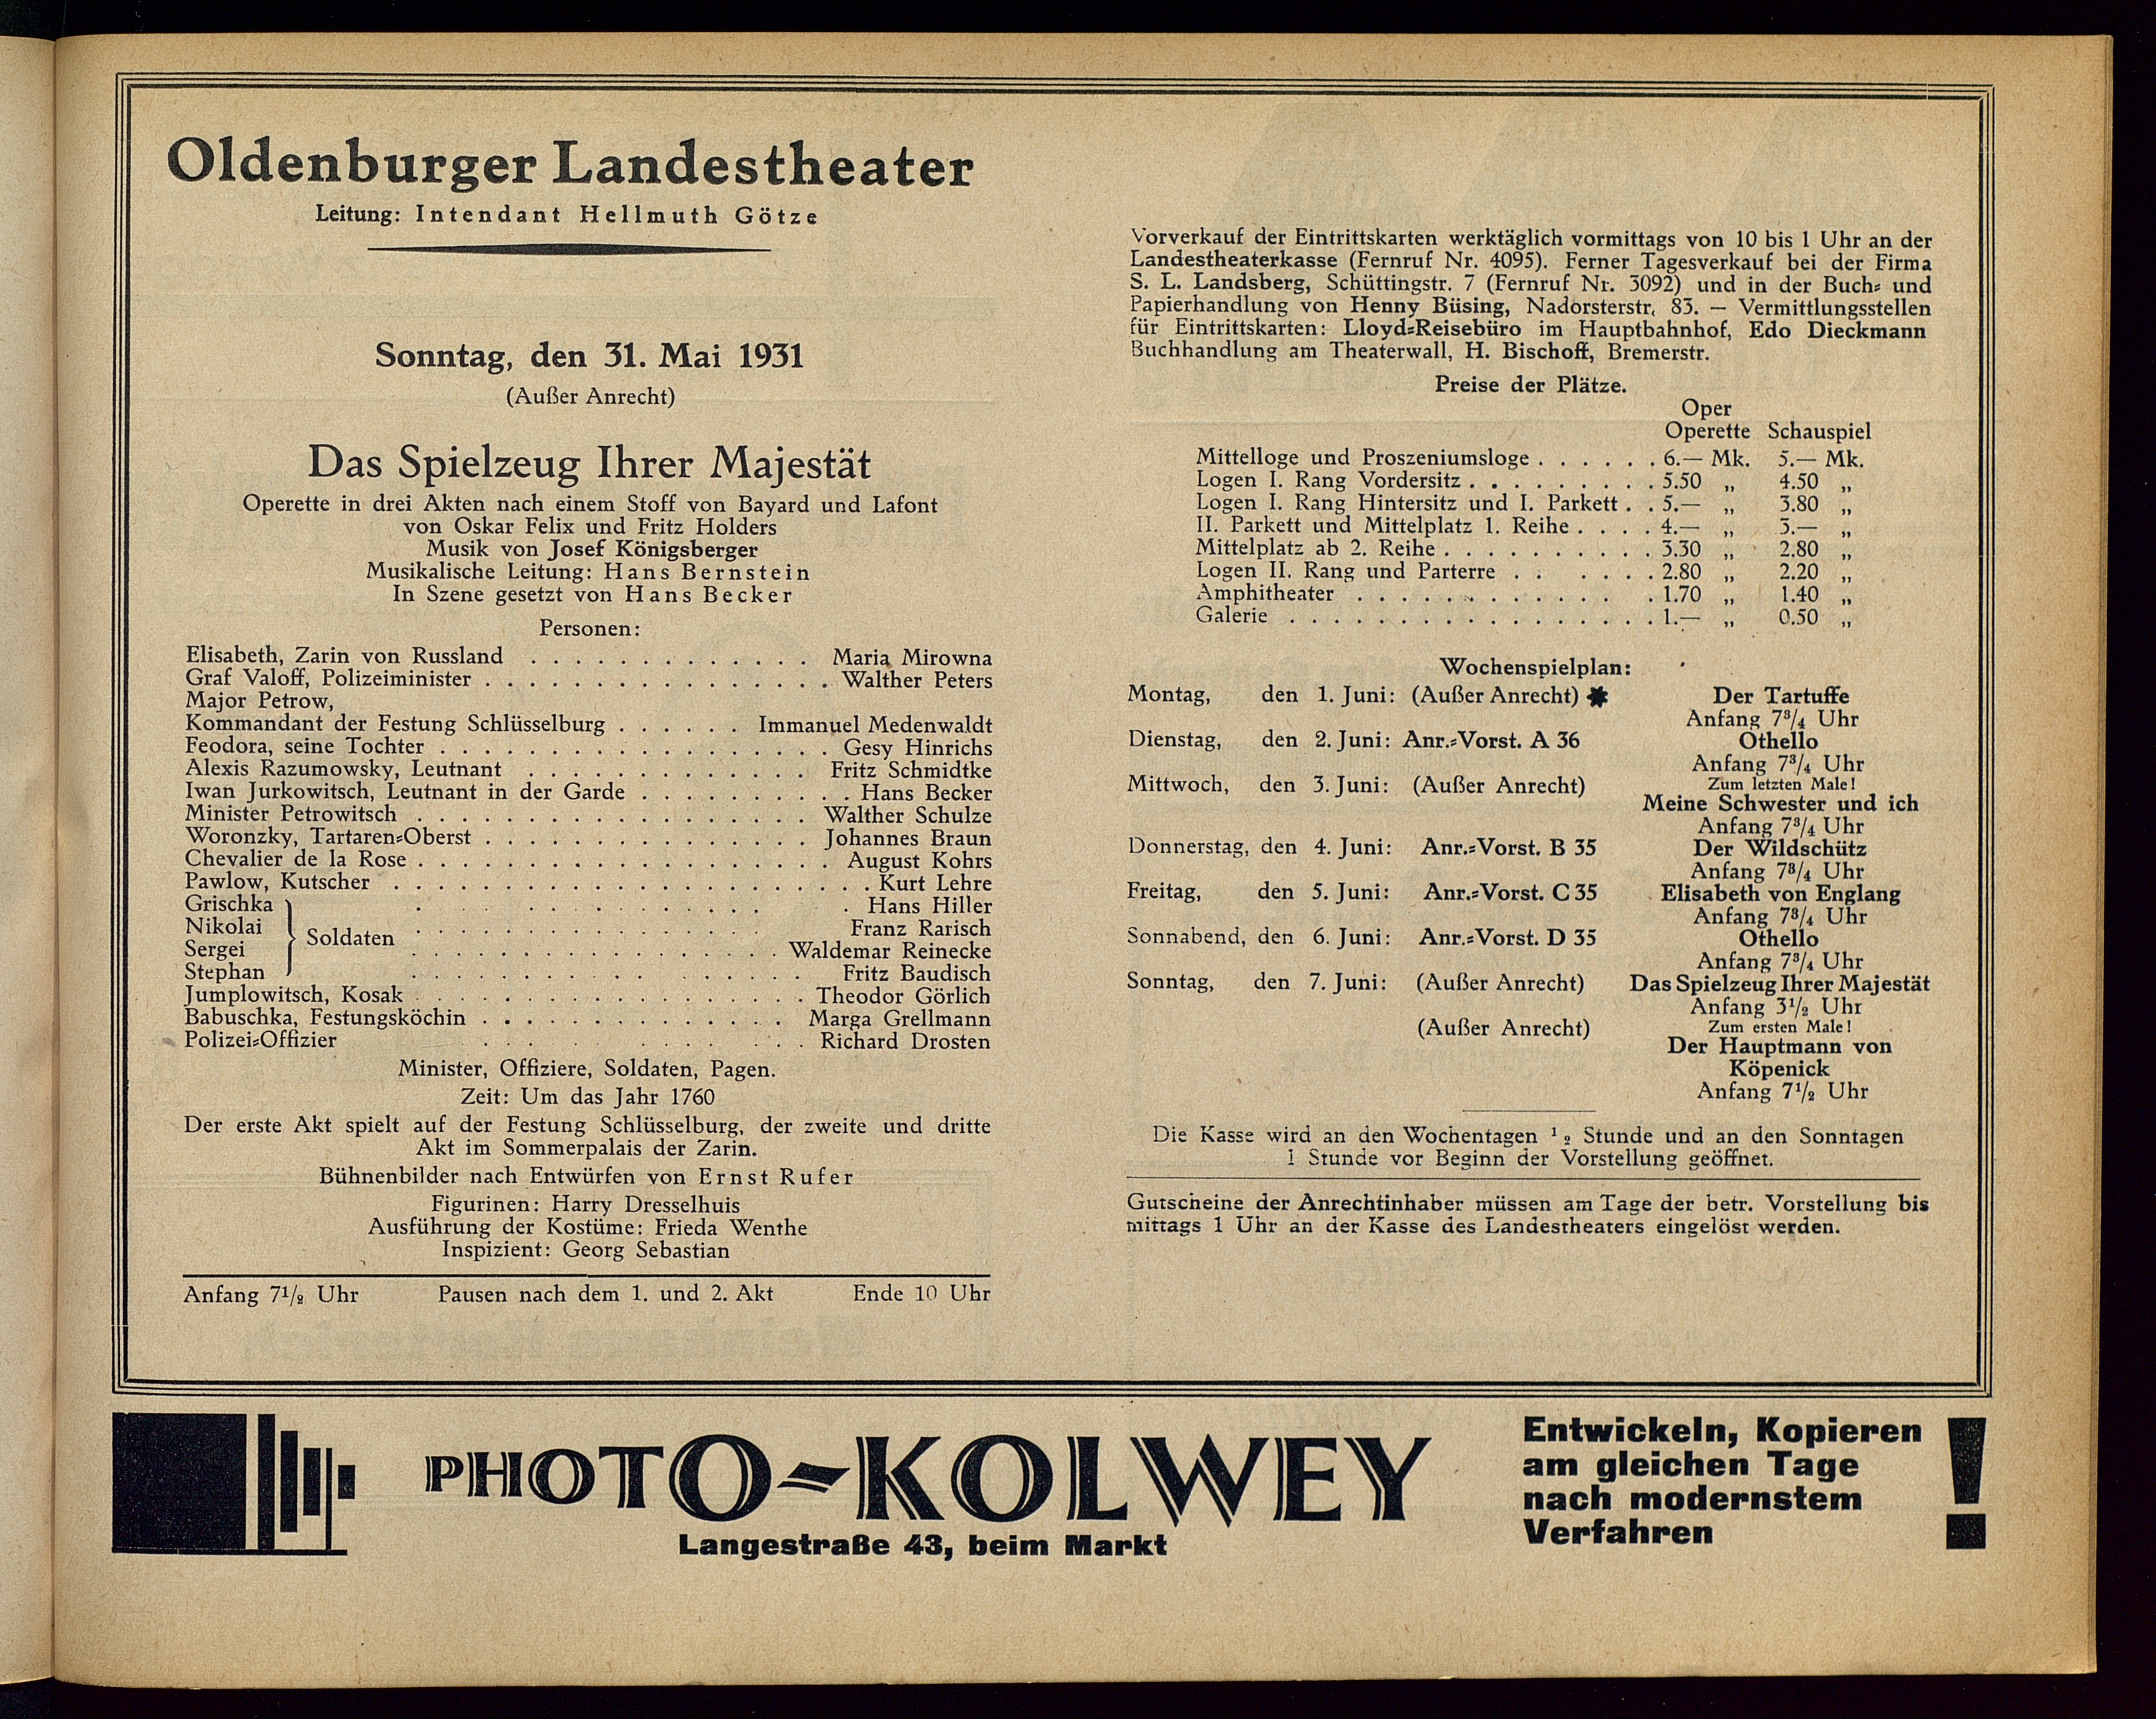 Oldenburger Landestheater
Leitung: Intendant Hellmuth Götze
Sonntag, den 31. Mai 1931
(Außer Anrecht)
Das Spielzeug Ihrer Majestät
Operette in drei Akten nach einem Stoff von Bayard und Lafont
von Oskar Felix und Fritz Holders
Musik von Josef Königsberger
Musikalische Leitung: Hans Bernstein
In Szene gesetzt von Hans Becker
Personen:
Elisabeth, Zarin von Russland . . . . . . . . . . . . . Maria Mirowna
Graf Valoff, Polizeiminister . . . . . . . . . . . . . . . . Walther Peters
Major Petrow,
Kommandant der Festung Schlüsselburg . . . . . . Immanuel Medenwaldt
Feodora, seine Tochter . . . . . . . . . . . . . . . . . . Gesy Hinrichs
Alexis Razumowsky, Leutnant . . . . . . . . . . . . . Fritz Schmidtke
Iwan Jurkowitsch, Leutnant in der Garde . . . . . . . . . . Hans Becker
Minister Petrowitsch . . . . . . . . . . . . . . . . . . Walther Schulze
Woronzky, Tartaren=Oberst . . . . . . . . . . . . . . . Johannes Braun
Chevalier de la Rose . . . . . . . . . . . . . . . . . . . August Kohrs
Pawlow, Kutscher . . . . . . . . . . . . . . . . . . . . . . Kurt Lehre
Grischka . . . . . . . . . . . . . . Hans Hiller
Nikolai . . . . . . . . . . . . . . . . Franz Rarisch
Soldaten
Sergei . . . . . . . . . . . . . . . . . . Waldemar Reinecke
Stephan . . . . . . . . . . . . . . . . . . Fritz Baudisch
Jumplowitsch, Kosak . . . . . . . . . . . . . . . . . . Theodor Görlich
Babuschka, Festungsköchin . . . . . . . . . . . . . . Marga Grellmann
Polizei=Offizier . . . . . . . . . . . Richard Drosten
Minister, Offiziere, Soldaten, Pagen.
Zeit: Um das Jahr 1760
Der erste Akt spielt auf der Festung Schlüsselburg, der zweite und dritte
Akt im Sommerpalais der Zarin.
Bühnenbilder nach Entwürfen von Ernst Rufer
Figurinen: Harry Dresselhuis
Ausführung der Kostüme: Frieda Wenthe
Inspizient: Georg Sebastian
Anfang 7½ Uhr Pausen nach dem 1. und 2. Akt Ende 10 Uhr
Vorverkauf der Eintrittskarten werktäglich vormittags von 10 bis 1 Uhr an der
Landestheaterkasse (Fernruf Nr. 4095). Ferner Tagesverkauf bei der Firma
S. L. Landsberg, Schüttingstr. 7 (Fernruf Nr. 3092) und in der Buch= und
Papierhandlung von Henny Büsing, Nadorsterstr. 83. — Vermittlungsstellen
für Eintrittskarten: Lloyd=Reisebüro im Hauptbahnhof, Edo Dieckmann
Buchhandlung am Theaterwall, H. Bischoff, Bremerstr.
Preise der Plätze.
Oper
Operette Schauspiel
Mittelloge und Proszeniumsloge . . . . . . 6.— Mk. 5.— Mk.
Logen I. Rang Vordersitz . . . . . . . . . . 5.50 „ 4.50 „
Logen I. Rang Hintersitz und I. Parkett . . 5.— „ 3.80 „
II. Parkett und Mittelplatz 1. Reihe . . . . 4.— „ 3.— „
Mittelplatz ab 2. Reihe . . . . . . . . . . . 3.30 „ 2.80 „
Logen II. Rang und Parterre . . . . . . 2.80 „ 2.20 „
Amphitheater . . . . . . . . . . . 1.70 „ 1.40 „
Galerie . . . . . . . . . . . . . . . . . 1.— „ 0.50 „
Wochenspielplan:
Montag, den 1. Juni: (Außer Anrecht) * Der Tartuffe
Anfang 7¾ Uhr
Dienstag, den 2. Juni: Anr.=Vorst. A 36 Othello
Anfang 7¾ Uhr
Mittwoch, den 3. Juni: (Außer Anrecht) Zum letzten Male!
Meine Schwester und ich
Anfang 7¾ Uhr
Donnerstag, den 4. Juni: Anr.=Vorst. B 35 Der Wildschütz
Anfang 7¾ Uhr
Freitag, den 5. Juni: Anr.=Vorst. C 35 Elisabeth von Englang
Anfang 7¾ Uhr
Sonnabend, den 6. Juni: Anr.=Vorst. D 35 Othello
Anfang 7¾ Uhr
Sonntag, den 7. Juni: (Außer Anrecht) Das Spielzeug Ihrer Majestät
Anfang 3½ Uhr
(Außer Anrecht) Zum ersten Male!
Der Hauptmann von
Köpenick
Anfang 7½ Uhr
Die Kasse wird an den Wochentagen ½ Stunde und an den Sonntagen
1 Stunde vor Beginn der Vorstellung geöffnet.
Gutscheine der Anrechtinhaber müssen am Tage der betr. Vorstellung bis
mittags 1 Uhr an der Kasse des Landestheaters eingelöst werden.
PHOTO-KOLWEY
Langestraße 43, beim Markt
Entwickeln, Kopieren
am gleichen Tage
nach modernstem
Verfahren !